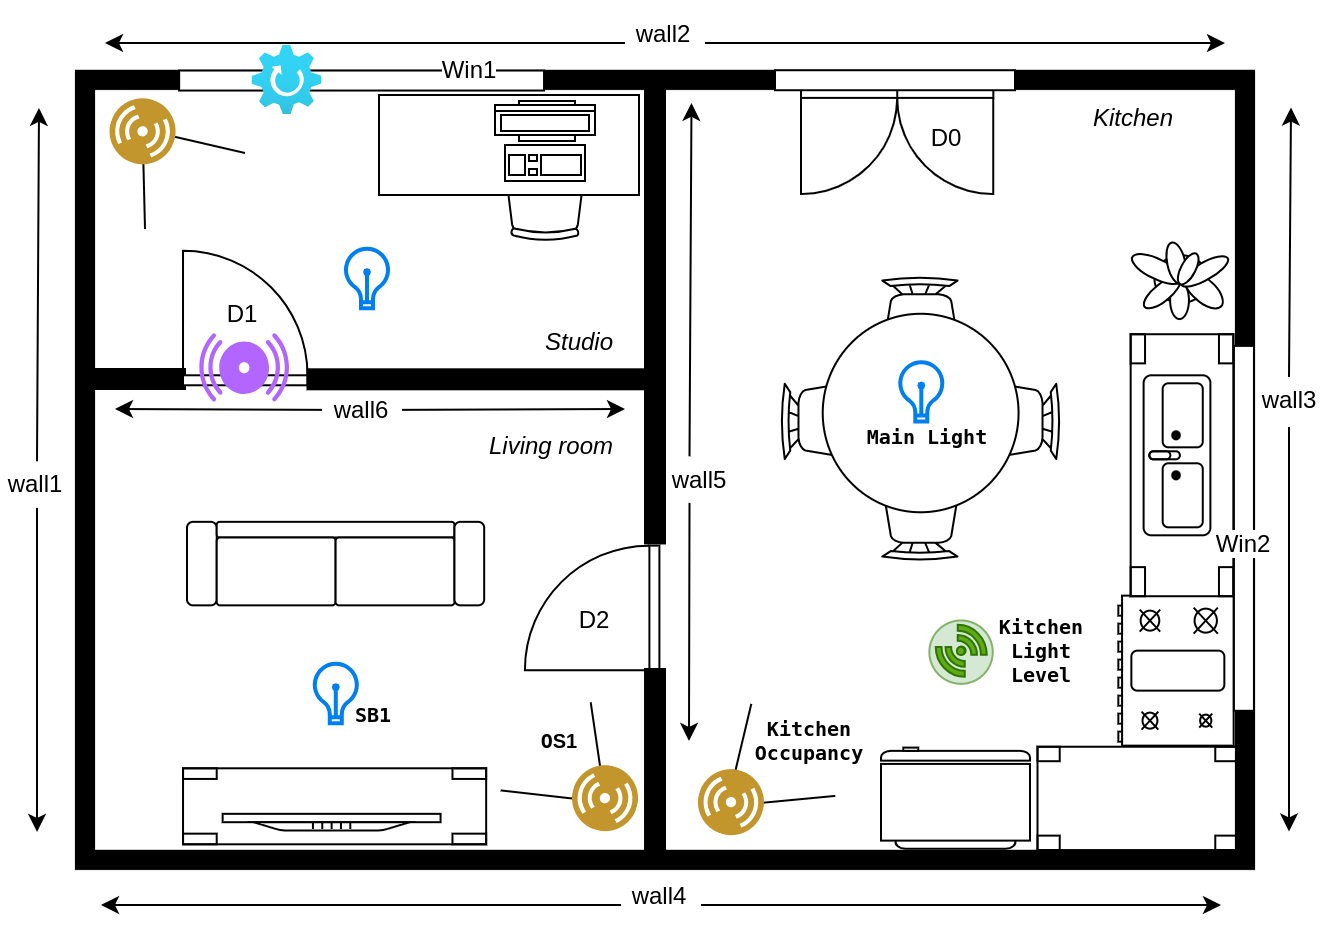 wall2
Win1
Kitchen
D0
D1
Studio
wall3
wall6
Main Light
Living room
wall5
wall1
Win2
D2
Kitchen
Light
Level
SB1
OS1
Kitchen
Occupancy
wall4